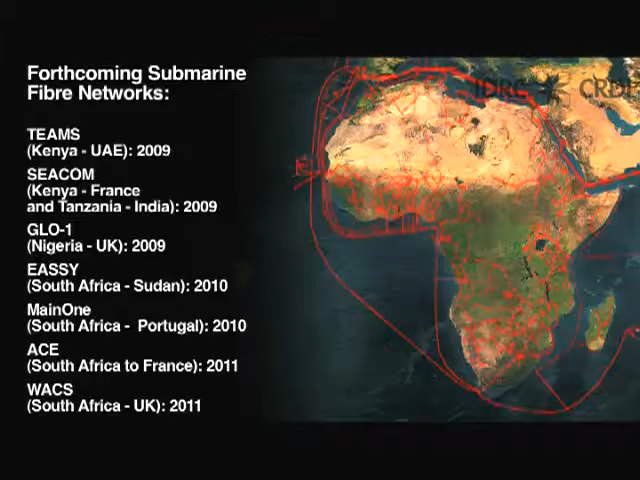 Forthcoming Submarine
Fibre Networks:
TEAMS
(Kenya - UAE): 2009
SEACOM
(Kenya - France
and Tanzania - India): 2009
GLO-1
(Nigeria - UK): 2009
EASSY
(South Africa - Sudan): 2010
MainOne
(South Africa - Portugal): 2010
ACE
(South Africa to France): 2011
WACS
(South Africa - UK): 2011
IDRC CRDI